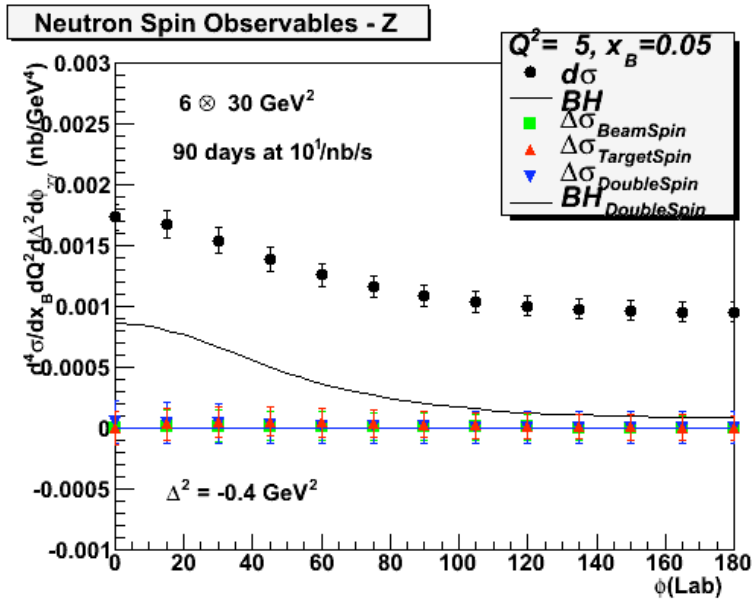 Neutron Spin Observables - Z
Q²= 5, x_B=0.05
dσ
BH
Δσ_BeamSpin
Δσ_TargetSpin
Δσ_DoubleSpin
BH_DoubleSpin
6 ⊗ 30 GeV²
90 days at 10¹/nb/s
Δ² = -0.4 GeV²
d⁴σ/dx_B dQ²dΔ²dϕ_γγ (nb/GeV⁴)
0.003
0.0025
0.002
0.0015
0.001
0.0005
0
-0.0005
-0.001
0 20 40 60 80 100 120 140 160 180
ϕ(Lab)